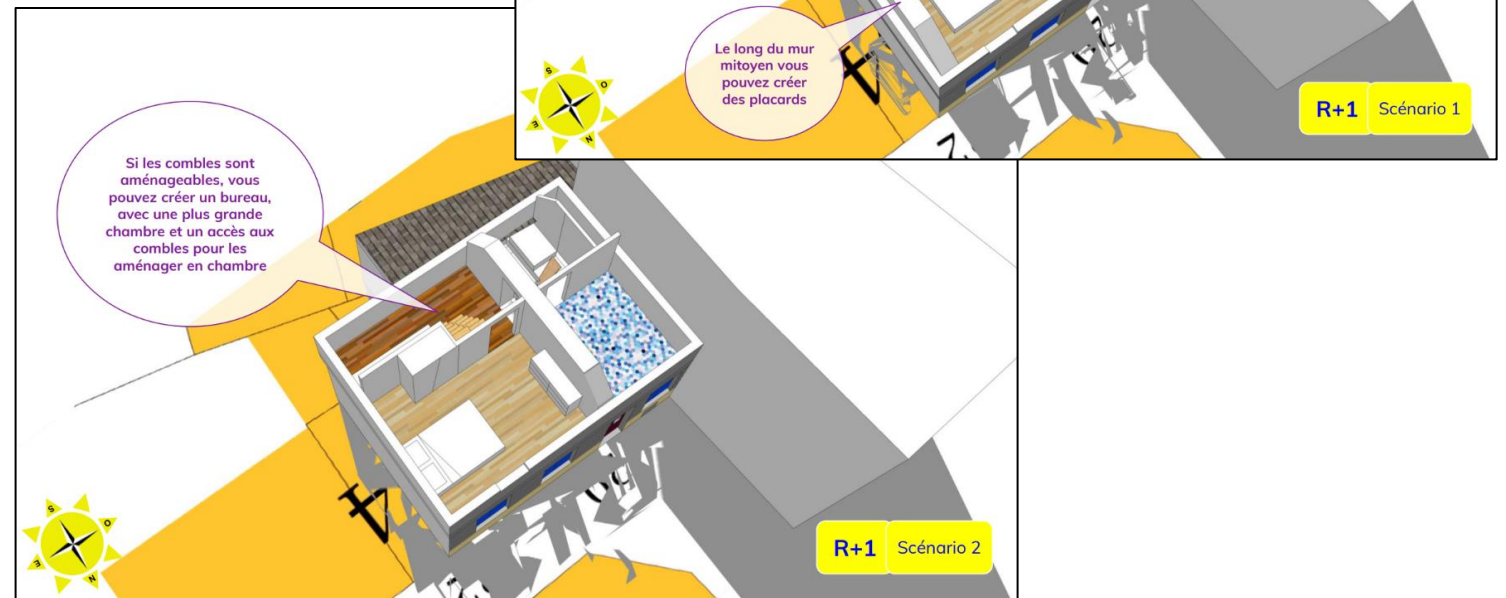 Le long du mur
mitoyen vous
pouvez créer
des placards
S
O
E
N
R+1 Scénario 1
Si les combles sont
aménageables, vous
pouvez créer un bureau,
avec une plus grande
chambre et un accès aux
combles pour les
aménager en chambre
4
S
O
E
N
R+1 Scénario 2